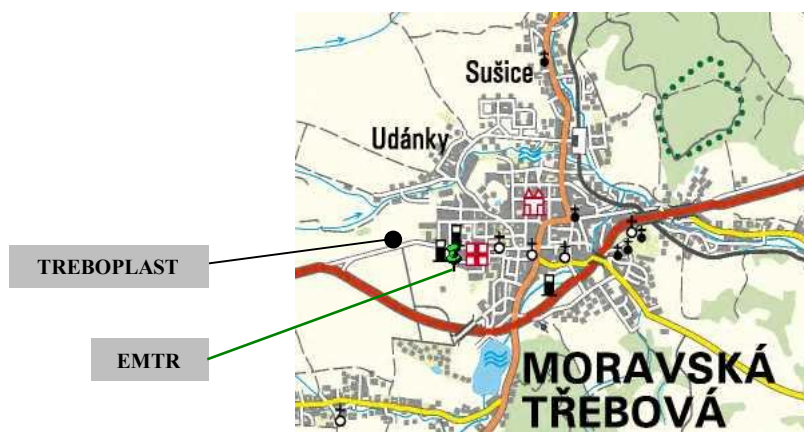 Sušice
Udánky
TREBOPLAST
EMTR
MORAVSKÁ
TŘEBOVÁ